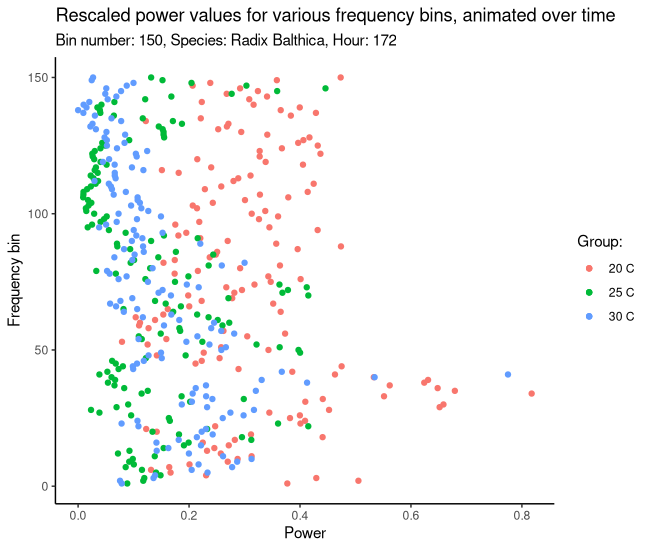 Rescaled power values for various frequency bins, animated over time
Bin number: 150, Species: Radix Balthica, Hour: 172
150
100
50
0
Frequency bin
0.0 0.2 0.4 0.6 0.8
Power
Group:
20 C
25 C
30 C